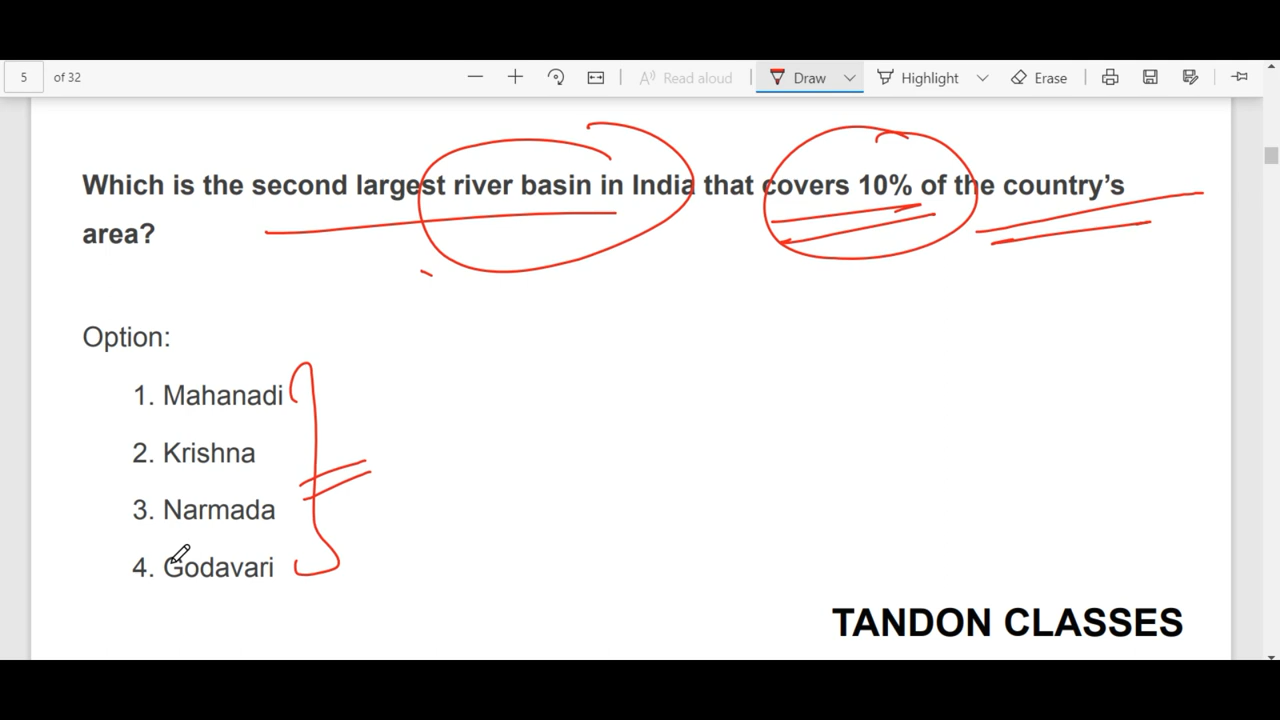 5 of 32 Read aloud Draw Highlight Erase
Which is the second largest river basin in India that covers 10% of the country's
area?
Option:
1. Mahanadi
2. Krishna
3. Narmada
4. Godavari
TANDON CLASSES